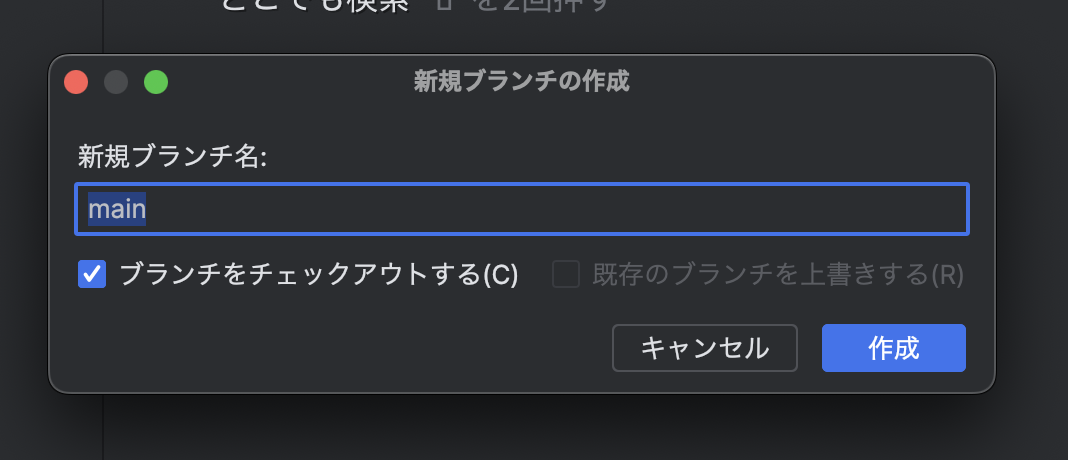 どこでも検索 を2回押す
新規ブランチの作成
新規ブランチ名:
main
ブランチをチェックアウトする(C) 既存のブランチを上書きする(R)
キャンセル 作成